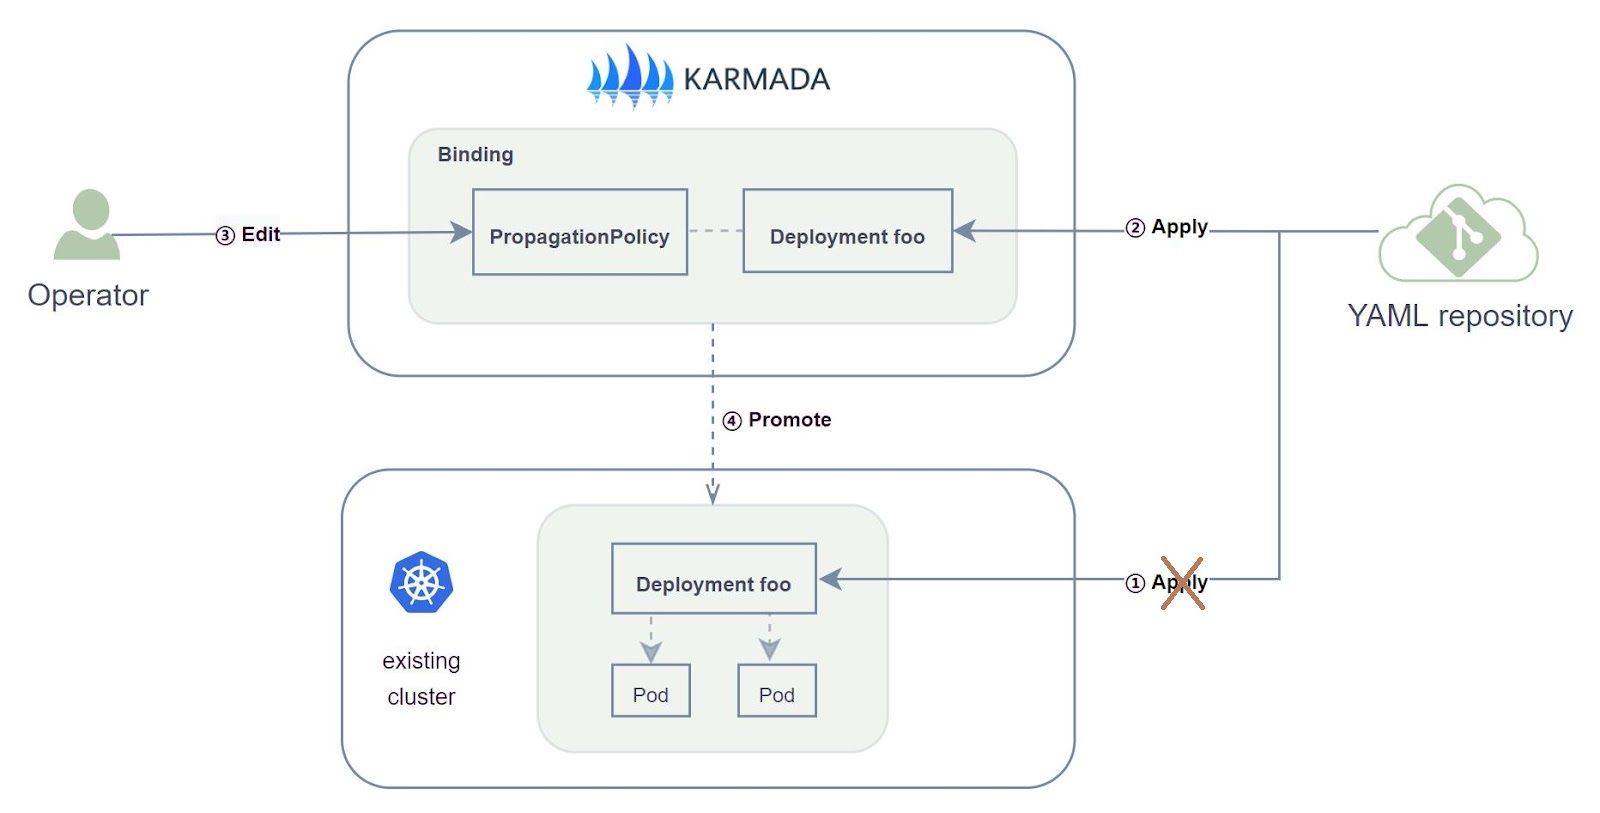 KARMADA
Binding
PropagationPolicy
Deployment foo
③ Edit
② Apply
Operator
YAML repository
④ Promote
Deployment foo
① Apply
existing
cluster
Pod
Pod